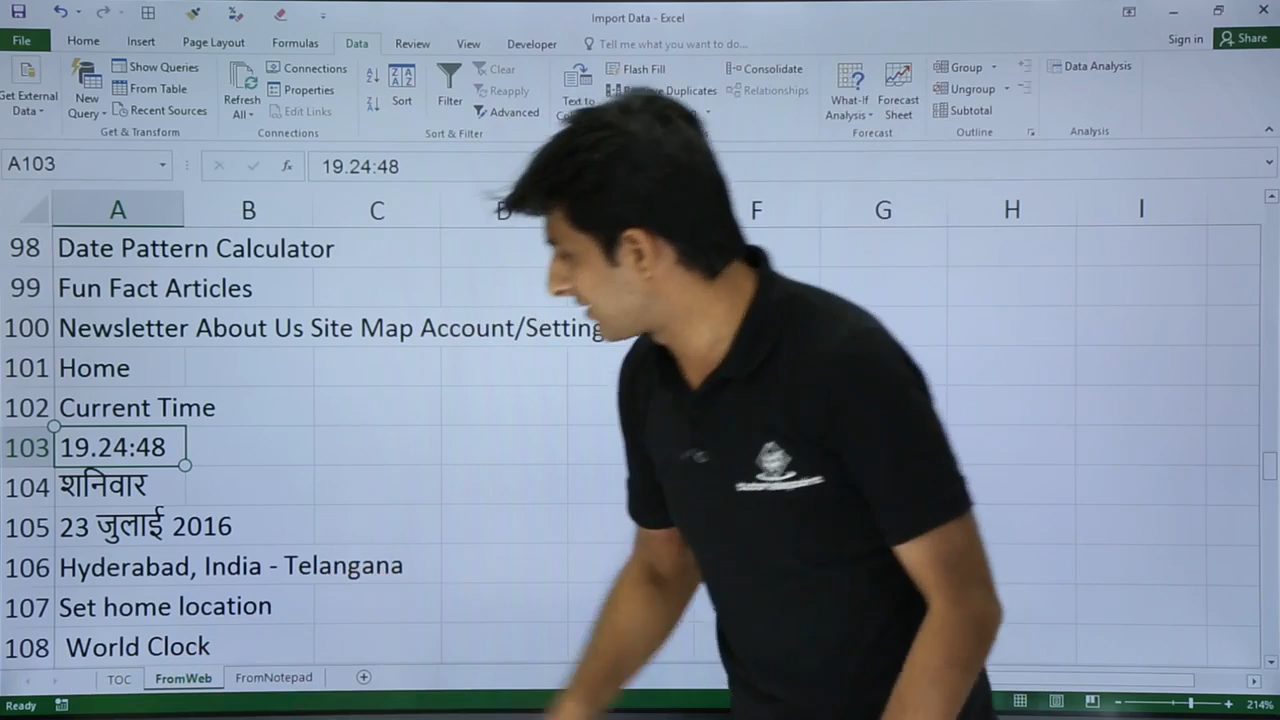 Import Data - Excel
File Home Insert Page Layout Formulas Data Review View Developer Tell me what you want to do... Sign in Share
Get External Data
New Query
Show Queries
From Table
Recent Sources
Get & Transform
Refresh All
Connections
Properties
Edit Links
Connections
Sort
Filter
Clear
Reapply
Advanced
Sort & Filter
Text to
Flash Fill
Duplicates
Consolidate
Relationships
What-If Analysis
Forecast Sheet
Forecast
Group
Ungroup
Subtotal
Outline
Data Analysis
Analysis
A103 fx 19.24:48
A B C D F G H I
98 Date Pattern Calculator
99 Fun Fact Articles
100 Newsletter About Us Site Map Account/Setting
101 Home
102 Current Time
103 19.24:48
104 शनिवार
105 23 जुलाई 2016
106 Hyderabad, India - Telangana
107 Set home location
108 World Clock
TOC FromWeb FromNotepad
Ready 214%